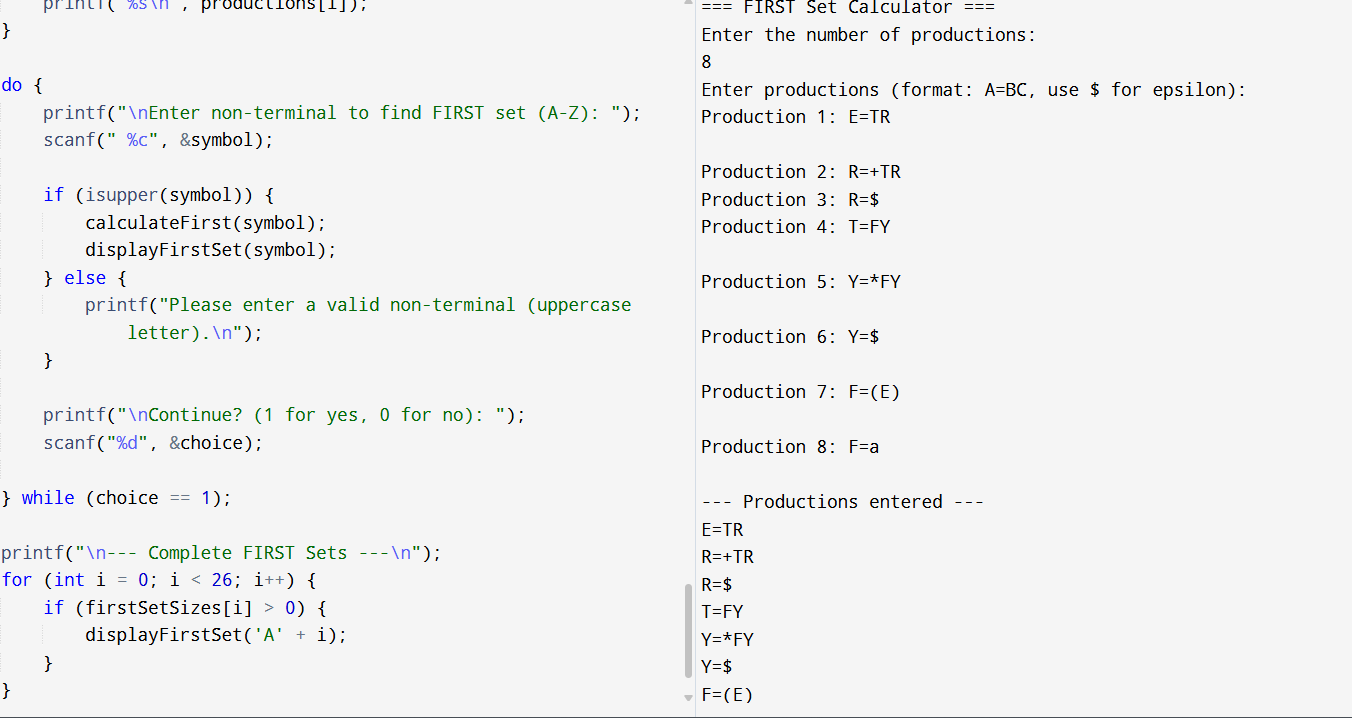 printf("%s\n", productions[i]);
}
do {
printf("\nEnter non-terminal to find FIRST set (A-Z): ");
scanf(" %c", &symbol);
if (isupper(symbol)) {
calculateFirst(symbol);
displayFirstSet(symbol);
} else {
printf("Please enter a valid non-terminal (uppercase
letter).\n");
}
printf("\nContinue? (1 for yes, 0 for no): ");
scanf("%d", &choice);
} while (choice == 1);
printf("\n--- Complete FIRST Sets ---\n");
for (int i = 0; i < 26; i++) {
if (firstSetSizes[i] > 0) {
displayFirstSet('A' + i);
}
}
=== FIRST Set Calculator ===
Enter the number of productions:
8
Enter productions (format: A=BC, use $ for epsilon):
Production 1: E=TR
Production 2: R=+TR
Production 3: R=$
Production 4: T=FY
Production 5: Y=*FY
Production 6: Y=$
Production 7: F=(E)
Production 8: F=a
--- Productions entered ---
E=TR
R=+TR
R=$
T=FY
Y=*FY
Y=$
F=(E)